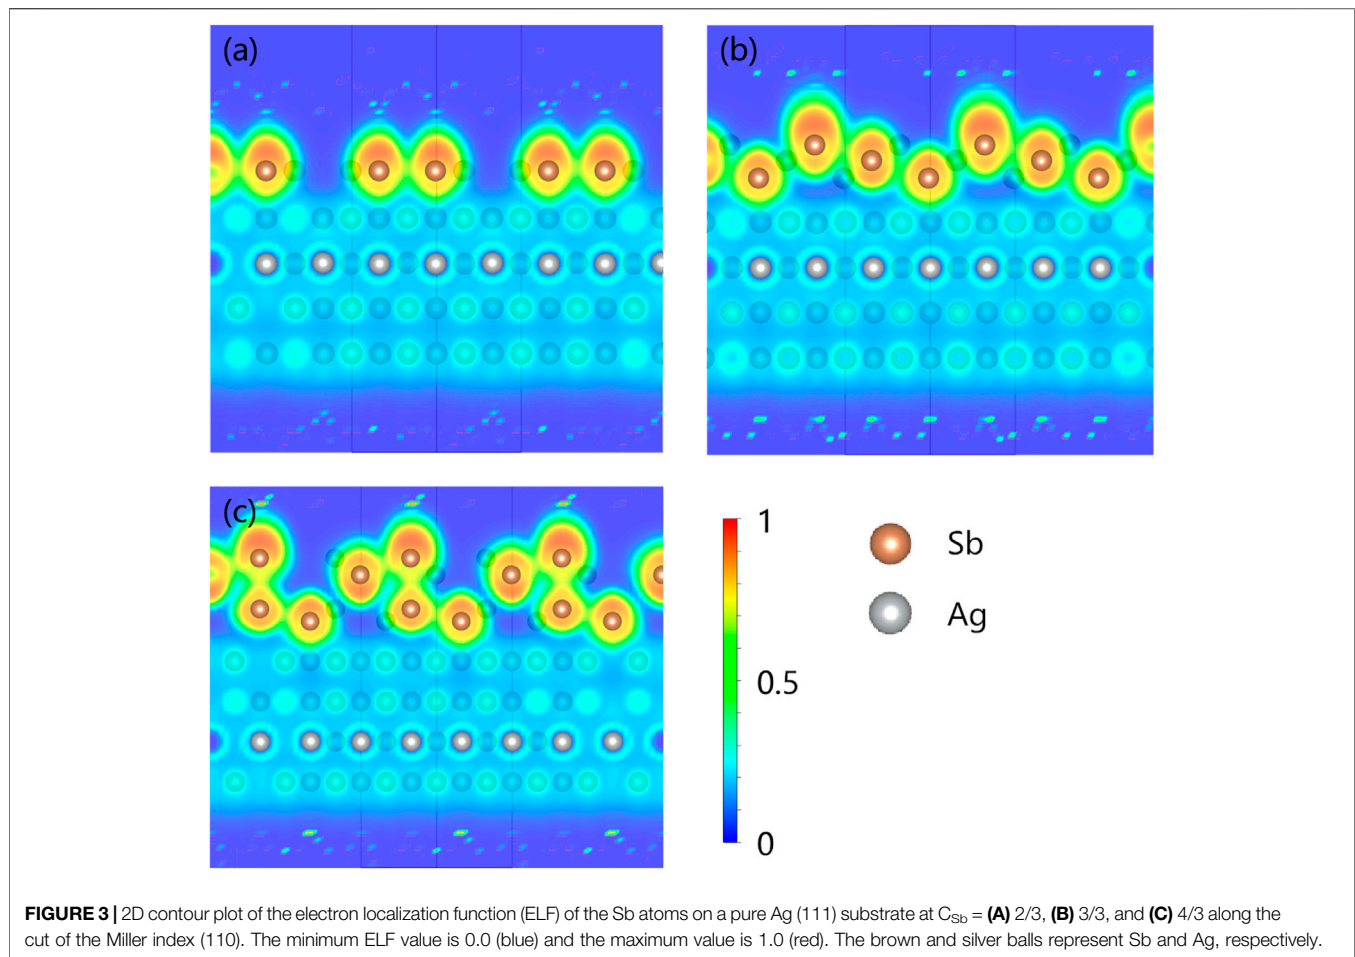 (a)
(b)
(c)
1
0.5
0
Sb
Ag
FIGURE 3 | 2D contour plot of the electron localization function (ELF) of the Sb atoms on a pure Ag (111) substrate at C_Sb = (A) 2/3, (B) 3/3, and (C) 4/3 along the
cut of the Miller index (110). The minimum ELF value is 0.0 (blue) and the maximum value is 1.0 (red). The brown and silver balls represent Sb and Ag, respectively.